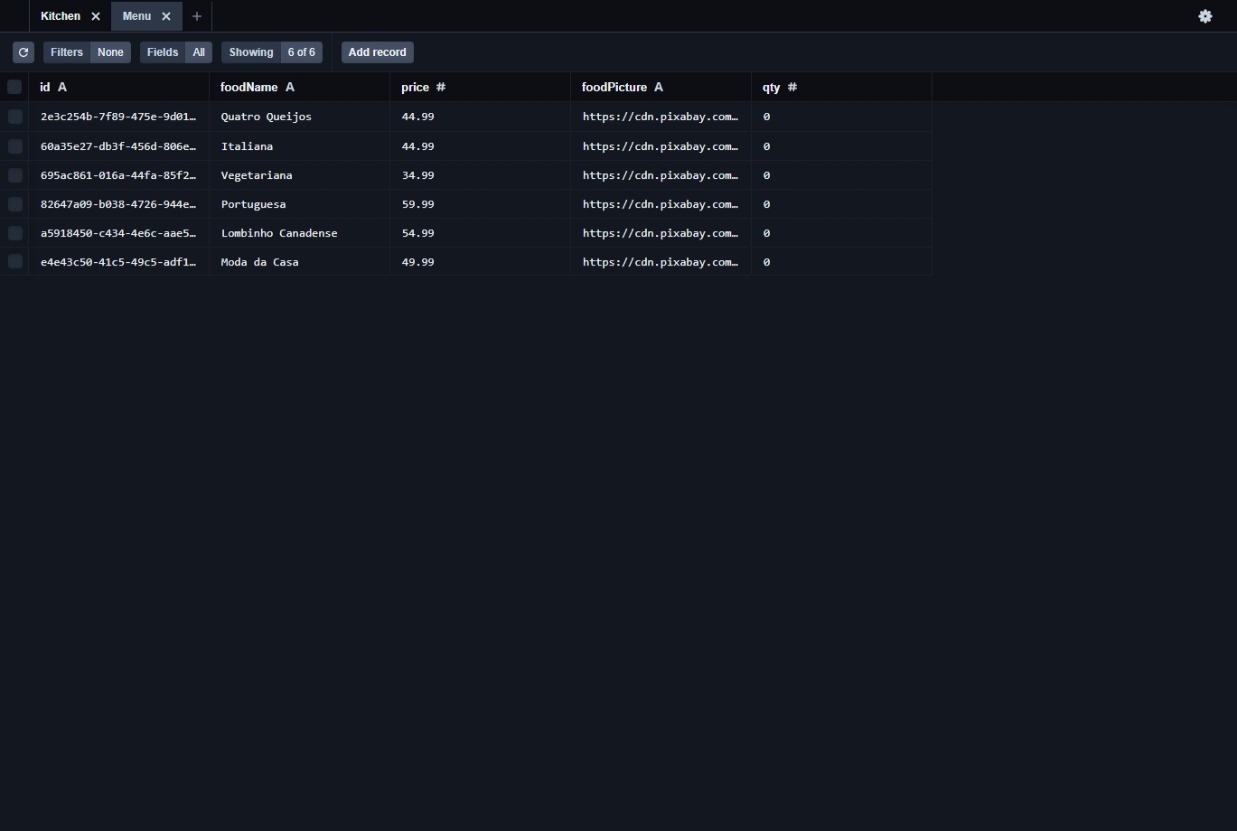 Kitchen Menu
Filters None Fields All Showing 6 of 6 Add record
id A foodName A price # foodPicture A qty #
2e3c254b-7f89-475e-9d01… Quatro Queijos 44.99 https://cdn.pixabay.com… 0
60a35e27-db3f-456d-806e… Italiana 44.99 https://cdn.pixabay.com… 0
695ac861-016a-44fa-85f2… Vegetariana 34.99 https://cdn.pixabay.com… 0
82647a09-b038-4726-944e… Portuguesa 59.99 https://cdn.pixabay.com… 0
a5918450-c434-4e6c-aae5… Lombinho Canadense 54.99 https://cdn.pixabay.com… 0
e4e43c50-41c5-49c5-adf1… Moda da Casa 49.99 https://cdn.pixabay.com… 0